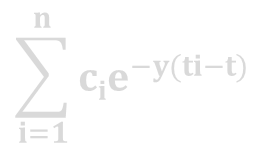 n
∑ cᵢe^{−y(ti−t)}
i=1